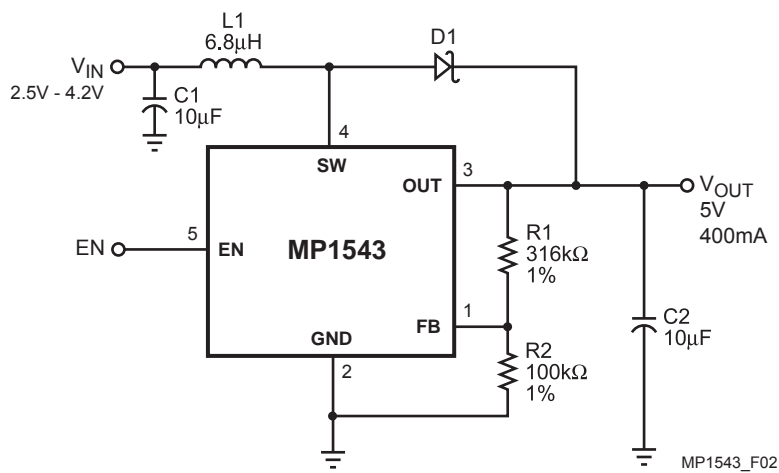 L1
6.8µH
D1
VIN
2.5V - 4.2V
C1
10µF
4
SW
3
OUT
VOUT
5V
400mA
R1
316kΩ
1%
5
EN
EN
MP1543
1
FB
C2
10µF
GND
2
R2
100kΩ
1%
MP1543_F02